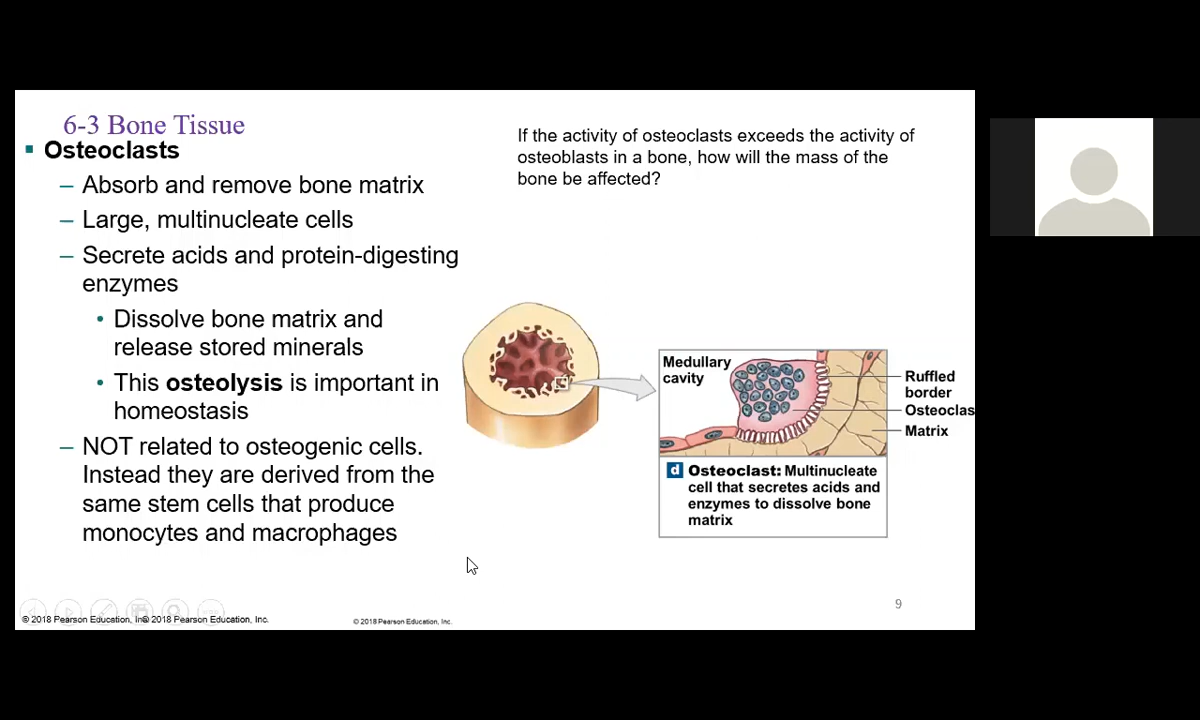 6-3 Bone Tissue
▪ Osteoclasts
– Absorb and remove bone matrix
– Large, multinucleate cells
– Secrete acids and protein-digesting
enzymes
• Dissolve bone matrix and
release stored minerals
• This osteolysis is important in
homeostasis
– NOT related to osteogenic cells.
Instead they are derived from the
same stem cells that produce
monocytes and macrophages
If the activity of osteoclasts exceeds the activity of
osteoblasts in a bone, how will the mass of the
bone be affected?
Medullary
cavity
Ruffled
border
Osteoclas
Matrix
d Osteoclast: Multinucleate
cell that secretes acids and
enzymes to dissolve bone
matrix
9
© 2018 Pearson Education, In
© 2018 Pearson Education, Inc.
© 2018 Pearson Education, Inc.